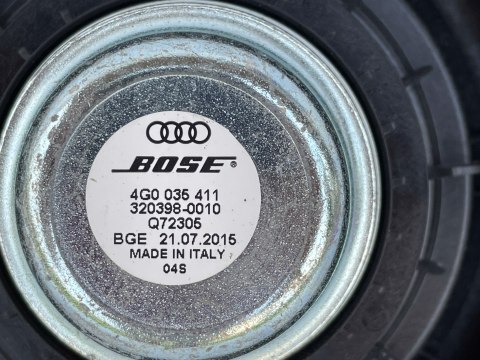 BOSE®
4G0 035 411
320398-0010
Q72305
BGE 21.07.2015
MADE IN ITALY
04S